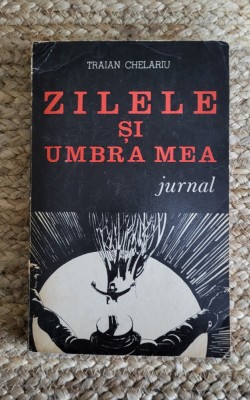 TRAIAN CHELARIU
ZILELE
ȘI
UMBRA MEA
jurnal